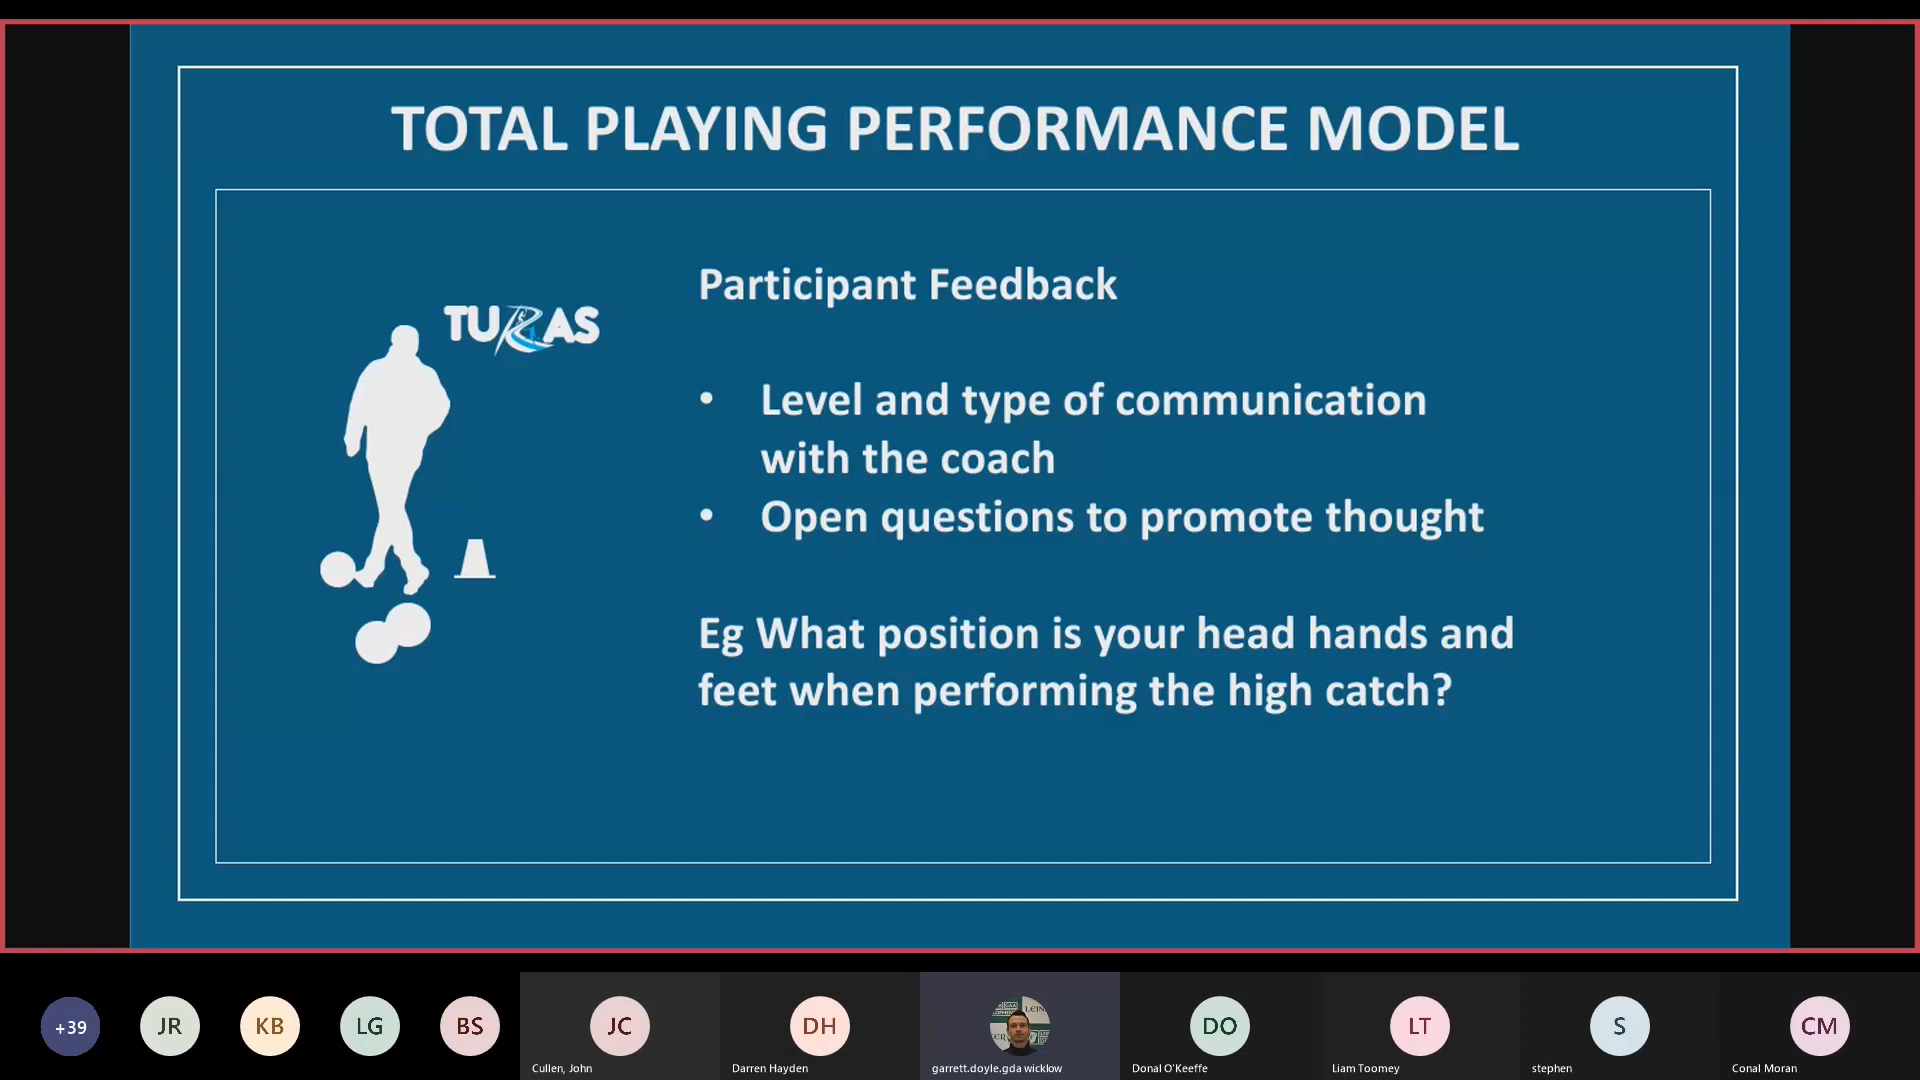 TOTAL PLAYING PERFORMANCE MODEL
TURAS
Participant Feedback
• Level and type of communication
with the coach
• Open questions to promote thought
Eg What position is your head hands and
feet when performing the high catch?
+39
JR
KB
LG
BS
JC
DH
DO
LT
S
CM
Cullen, John
Darren Hayden
garrett.doyle.gda wicklow
Donal O'Keeffe
Liam Toomey
stephen
Conal Moran